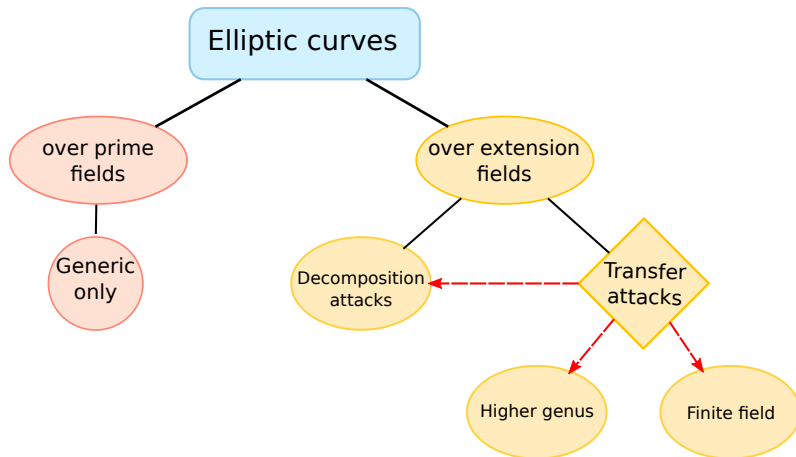 Elliptic curves
over prime
fields
over extension
fields
Generic
only
Decomposition
attacks
Transfer
attacks
Higher genus
Finite field